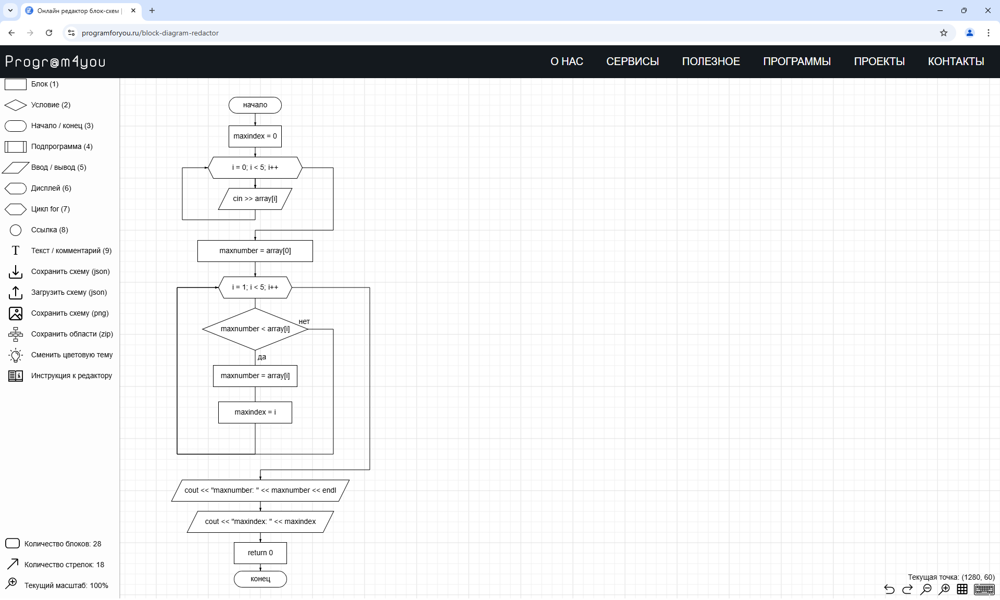 Онлайн редактор блок-схем |
programforyou.ru/block-diagram-redactor
Progr@m4you
О НАС СЕРВИСЫ ПОЛЕЗНОЕ ПРОГРАММЫ ПРОЕКТЫ КОНТАКТЫ
Блок (1)
Условие (2)
Начало / конец (3)
Подпрограмма (4)
Ввод / вывод (5)
Дисплей (6)
Цикл for (7)
Ссылка (8)
T Текст / комментарий (9)
Сохранить схему (json)
Загрузить схему (json)
Сохранить схему (png)
Сохранить области (zip)
Сменить цветовую тему
Инструкция к редактору
Количество блоков: 28
Количество стрелок: 18
Текущий масштаб: 100%
начало
maxindex = 0
i = 0; i < 5; i++
cin >> array[i]
maxnumber = array[0]
i = 1; i < 5; i++
нет
maxnumber < array[i]
да
maxnumber = array[i]
maxindex = i
cout << "maxnumber: " << maxnumber << endl
cout << "maxindex: " << maxindex
return 0
конец
Текущая точка: (1280, 60)